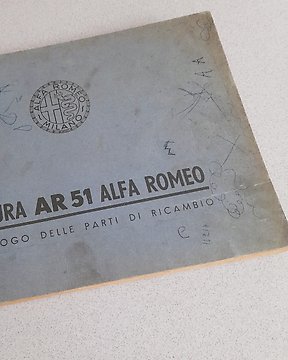 ALFA-ROMEO
MILANO
URA AR 51 ALFA ROMEO
OGO DELLE PARTI DI RICAMBIO